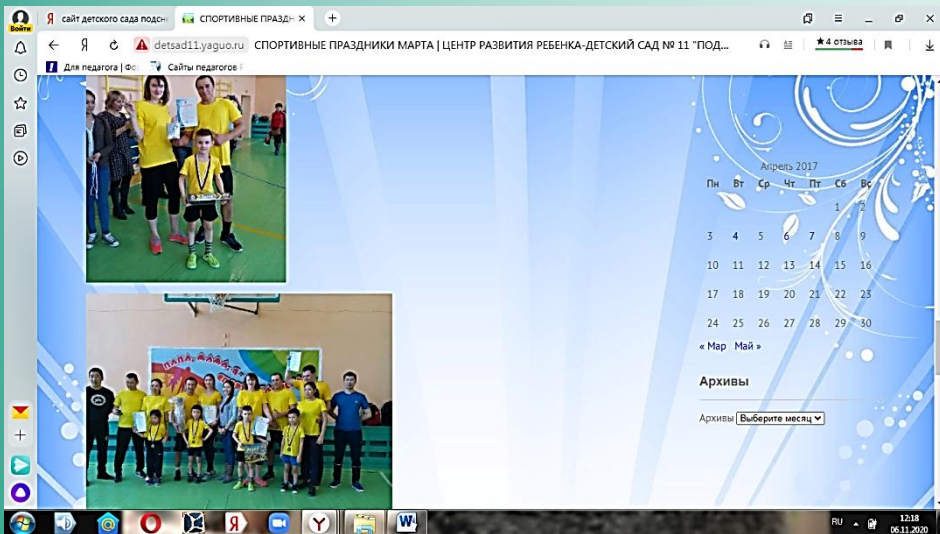 Войти
Я сайт детского сада подсн
СПОРТИВНЫЕ ПРАЗДН
detsad11.yaguo.ru СПОРТИВНЫЕ ПРАЗДНИКИ МАРТА | ЦЕНТР РАЗВИТИЯ РЕБЕНКА-ДЕТСКИЙ САД № 11 "ПОД...
★4 отзыва
Для педагога | Фо
Сайты педагогов
Апрель 2017
Пн Вт Ср Чт Пт Сб Вс
1 2
3 4 5 6 7 8 9
10 11 12 13 14 15 16
17 18 19 20 21 22 23
24 25 26 27 28 29 30
« Мар Май »
ПАПА, МАМА, Я-
Архивы
Архивы Выберите месяц
RU
12:18
06.11.2020